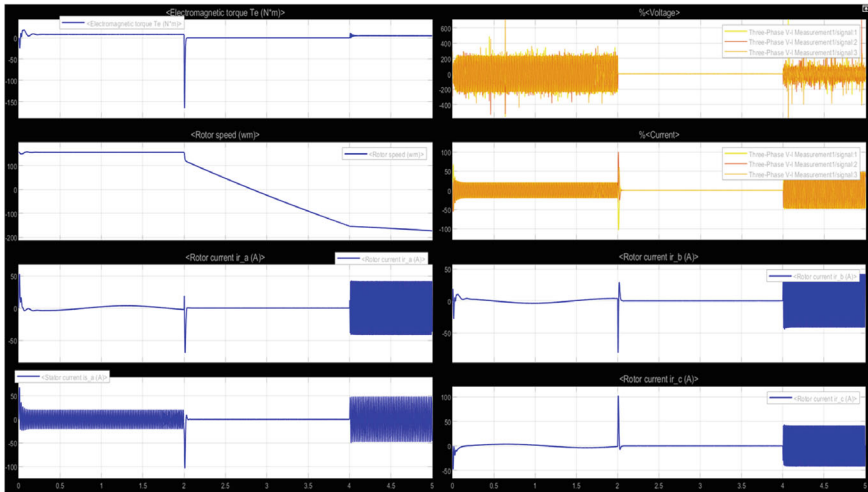 <Electromagnetic torque Te (N*m)>
<Electromagnetic torque Te (N*m)>
0
-50
-100
-150
%<Voltage>
Three-Phase V-I Measurement1/signal:1
Three-Phase V-I Measurement1/signal:2
Three-Phase V-I Measurement1/signal:3
600
400
200
0
-200
-400
<Rotor speed (wm)>
<Rotor speed (wm)>
100
0
-100
-200
%<Current>
Three-Phase V-I Measurement1/signal:1
Three-Phase V-I Measurement1/signal:2
Three-Phase V-I Measurement1/signal:3
50
0
-50
-100
<Rotor current ir_a (A)>
<Rotor current ir_a (A)>
50
0
-50
<Rotor current ir_b (A)>
<Rotor current ir_b (A)>
50
0
-50
<Stator current is_a (A)>
50
0
-50
-100
0 0.5 1 1.5 2 2.5 3 3.5 4 4.5 5
<Rotor current ir_c (A)>
<Rotor current ir_c (A)>
100
50
0
-50
0 0.5 1 1.5 2 2.5 3 3.5 4 4.5 5